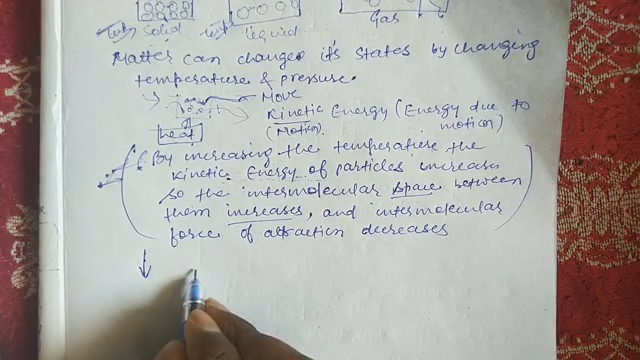 Solid
Liquid
Gas
Matter can change it's states by changing
temperature & pressure.
Move
Kinetic Energy (Energy due to
(Motion). motion)
heat
By increasing the temperature the
kinetic Energy of particles increases
so the intermolecular space between
them increases, and intermolecular
force of attraction decreases